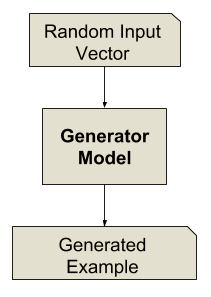 Random Input
Vector
Generator
Model
Generated
Example